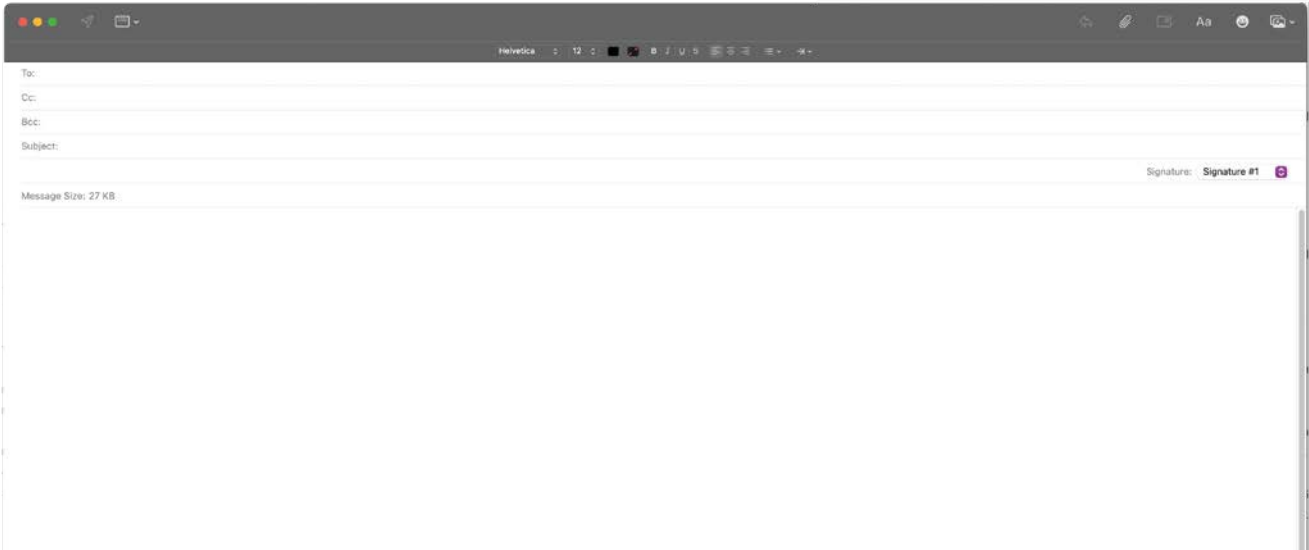 Aa
Helvetica 12 B I U S
To:
Cc:
Bcc:
Subject:
Signature: Signature #1
Message Size: 27 KB